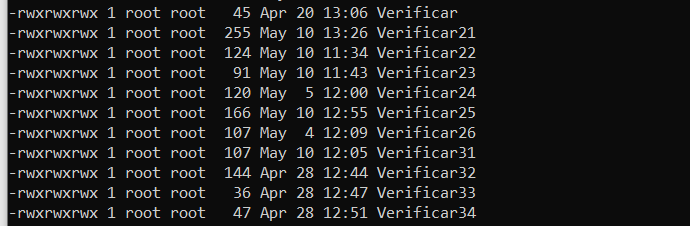 -rwxrwxrwx 1 root root   45 Apr 20 13:06 Verificar
-rwxrwxrwx 1 root root  255 May 10 13:26 Verificar21
-rwxrwxrwx 1 root root  124 May 10 11:34 Verificar22
-rwxrwxrwx 1 root root   91 May 10 11:43 Verificar23
-rwxrwxrwx 1 root root  120 May  5 12:00 Verificar24
-rwxrwxrwx 1 root root  166 May 10 12:55 Verificar25
-rwxrwxrwx 1 root root  107 May  4 12:09 Verificar26
-rwxrwxrwx 1 root root  107 May 10 12:05 Verificar31
-rwxrwxrwx 1 root root  144 Apr 28 12:44 Verificar32
-rwxrwxrwx 1 root root   36 Apr 28 12:47 Verificar33
-rwxrwxrwx 1 root root   47 Apr 28 12:51 Verificar34